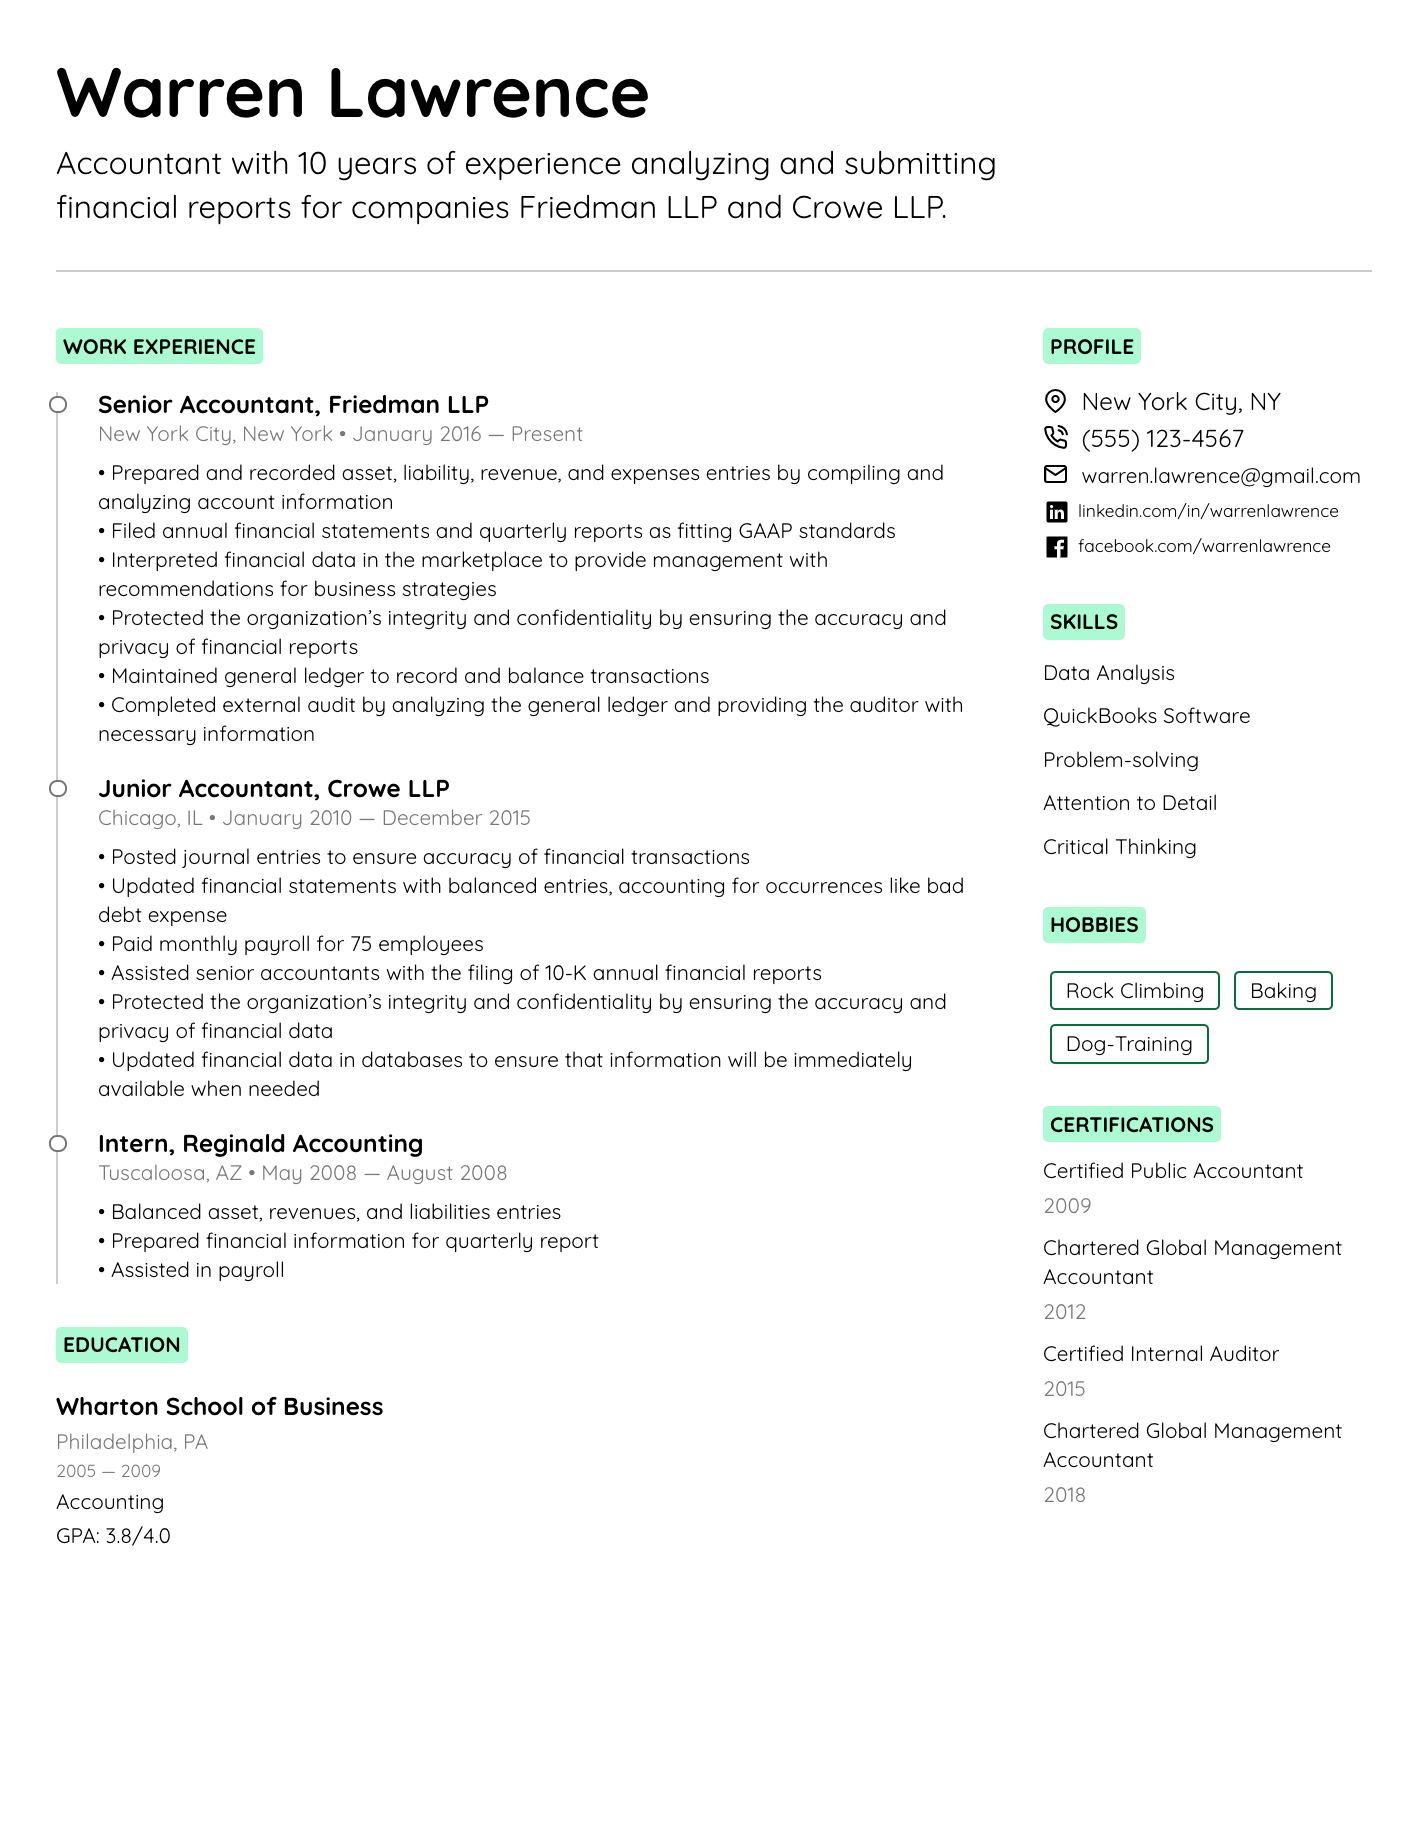 Warren Lawrence
Accountant with 10 years of experience analyzing and submitting
financial reports for companies Friedman LLP and Crowe LLP.
WORK EXPERIENCE
Senior Accountant, Friedman LLP
New York City, New York • January 2016 — Present
• Prepared and recorded asset, liability, revenue, and expenses entries by compiling and
analyzing account information
• Filed annual financial statements and quarterly reports as fitting GAAP standards
• Interpreted financial data in the marketplace to provide management with
recommendations for business strategies
• Protected the organization’s integrity and confidentiality by ensuring the accuracy and
privacy of financial reports
• Maintained general ledger to record and balance transactions
• Completed external audit by analyzing the general ledger and providing the auditor with
necessary information
Junior Accountant, Crowe LLP
Chicago, IL • January 2010 — December 2015
• Posted journal entries to ensure accuracy of financial transactions
• Updated financial statements with balanced entries, accounting for occurrences like bad
debt expense
• Paid monthly payroll for 75 employees
• Assisted senior accountants with the filing of 10-K annual financial reports
• Protected the organization’s integrity and confidentiality by ensuring the accuracy and
privacy of financial data
• Updated financial data in databases to ensure that information will be immediately
available when needed
Intern, Reginald Accounting
Tuscaloosa, AZ • May 2008 — August 2008
• Balanced asset, revenues, and liabilities entries
• Prepared financial information for quarterly report
• Assisted in payroll
EDUCATION
Wharton School of Business
Philadelphia, PA
2005 — 2009
Accounting
GPA: 3.8/4.0
PROFILE
New York City, NY
(555) 123-4567
warren.lawrence@gmail.com
linkedin.com/in/warrenlawrence
facebook.com/warrenlawrence
SKILLS
Data Analysis
QuickBooks Software
Problem-solving
Attention to Detail
Critical Thinking
HOBBIES
Rock Climbing
Baking
Dog-Training
CERTIFICATIONS
Certified Public Accountant
2009
Chartered Global Management
Accountant
2012
Certified Internal Auditor
2015
Chartered Global Management
Accountant
2018